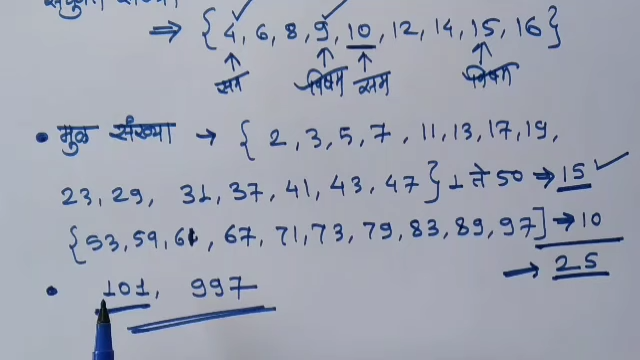 ⇒ {4, 6, 8, 9, 10, 12, 14, 15, 16}
सम विषम सम विषम
• मुळ संख्या → { 2, 3, 5, 7, 11, 13, 17, 19,
23, 29, 31, 37, 41, 43, 47} 1 ते 50 → 15 ✓
{53, 59, 61, 67, 71, 73, 79, 83, 89, 97] → 10
→ 25
• 101, 997